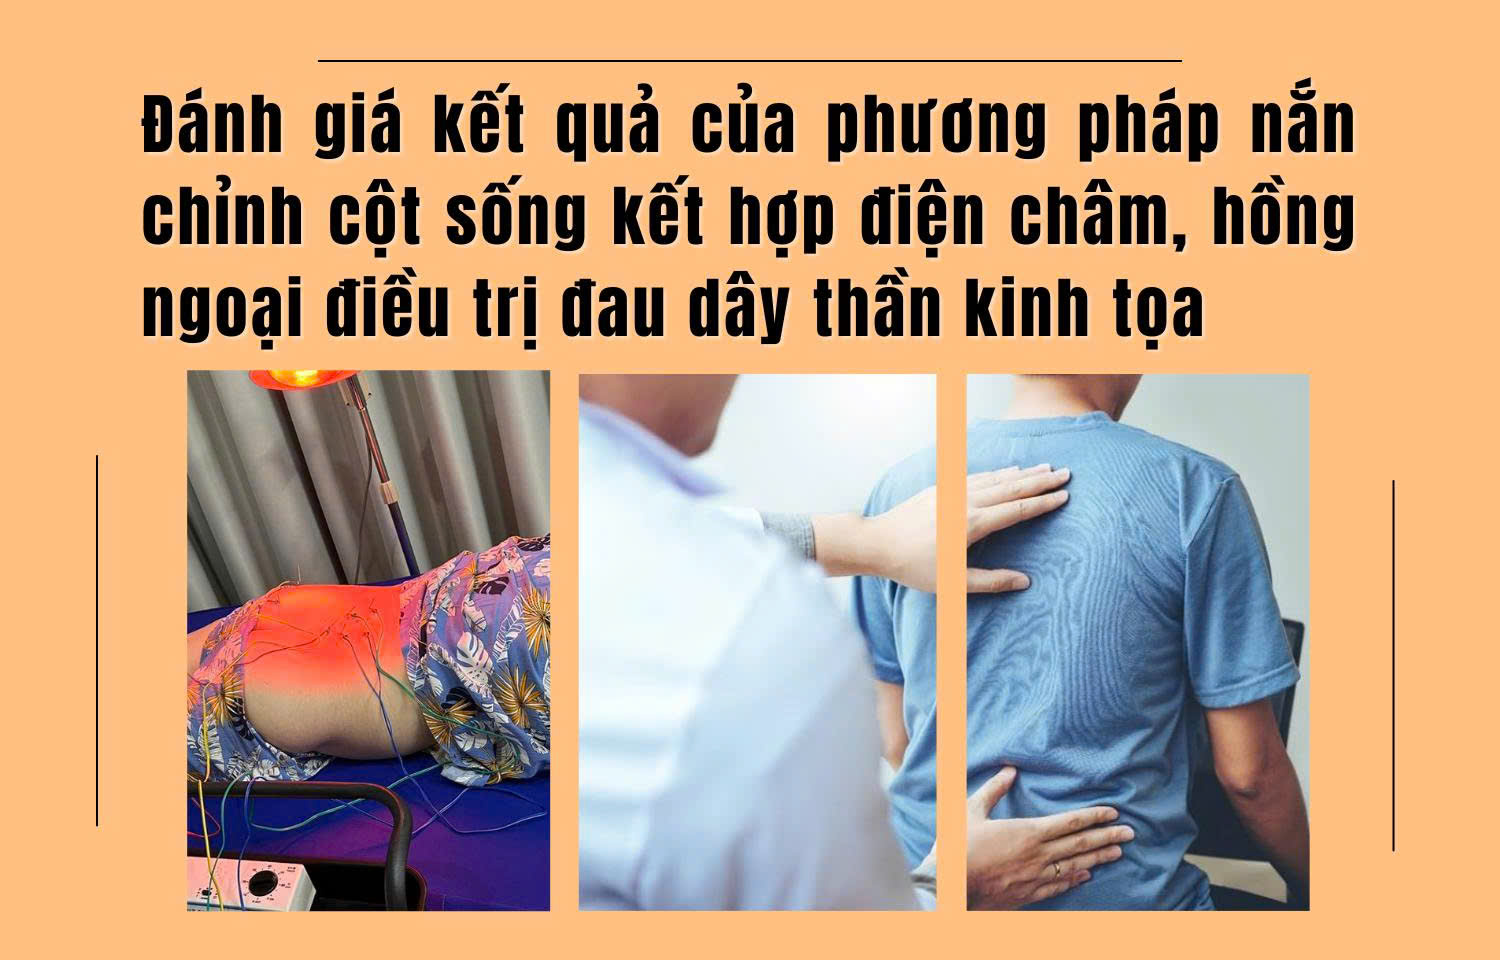 Đánh giá kết quả của phương pháp nắn
chỉnh cột sống kết hợp điện châm, hồng
ngoại điều trị đau dây thần kinh tọa